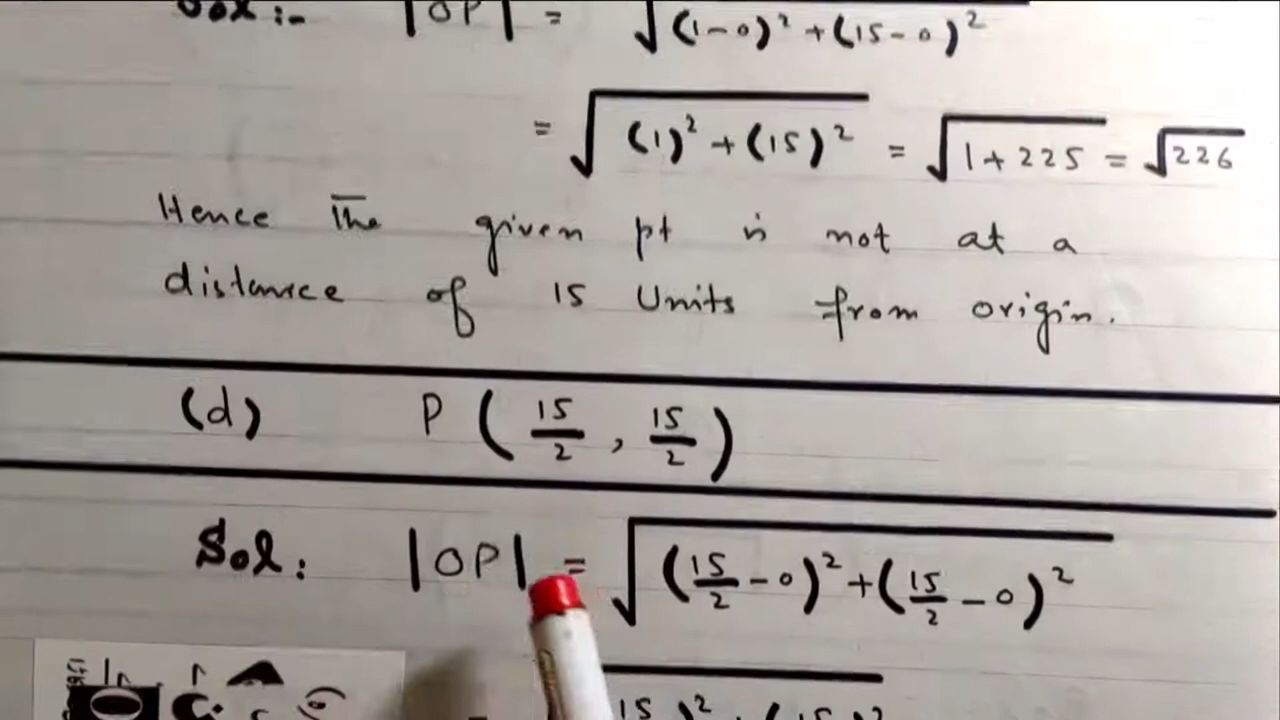 Sol:- |OP| = √(1-0)² + (15-0)²
= √(1)² + (15)² = √1 + 225 = √226
Hence The given pt is not at a
distance of 15 Units from origin.
(d) P (15/2, 15/2)
Sol: |OP| = √(15/2 - 0)² + (15/2 - 0)²